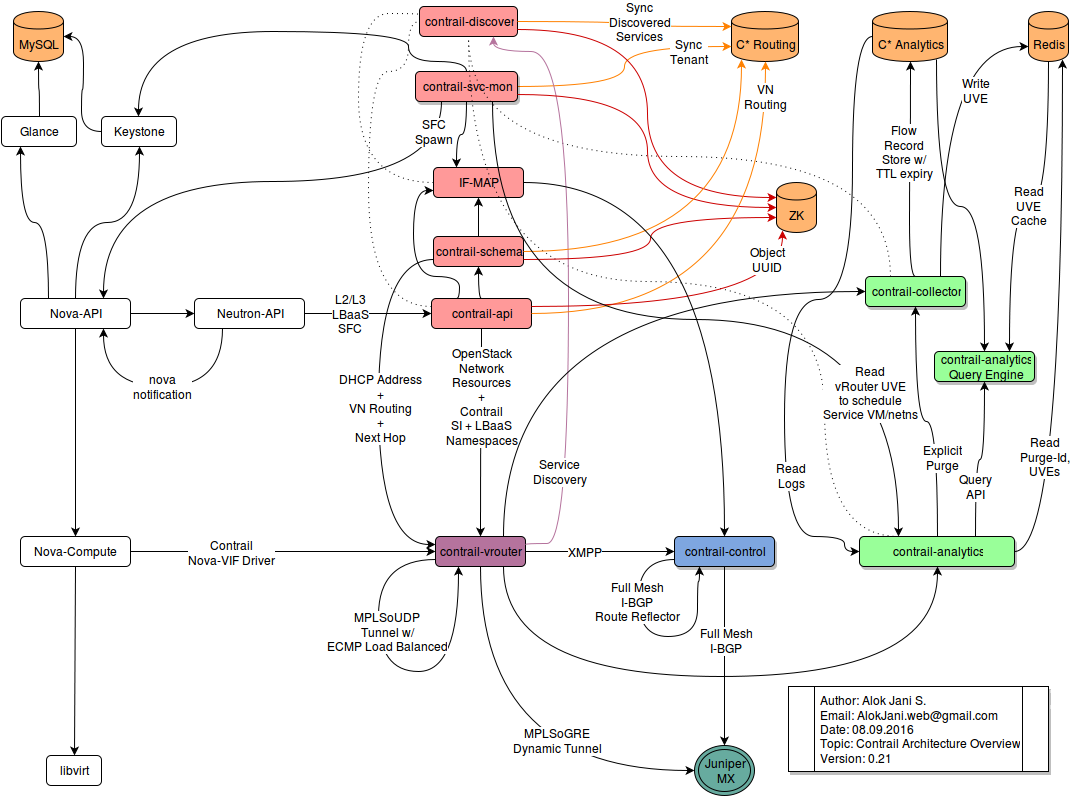 MySQL
contrail-discover
Sync
Discovered
Services
C* Routing
C* Analytics
Redis
Sync
Tenant
contrail-svc-mon
VN
Routing
Write
UVE
Glance
Keystone
SFC
Spawn
Flow
Record
Store w/
TTL expiry
IF-MAP
ZK
Read
UVE
Cache
contrail-schema
Object
UUID
contrail-collector
Nova-API
Neutron-API
L2/L3
LBaaS
SFC
contrail-api
contrail-analytics
Query Engine
nova
notification
DHCP Address
+
VN Routing
+
Next Hop
OpenStack
Network
Resources
+
Contrail
SI + LBaaS
Namespaces
Read
vRouter UVE
to schedule
Service VM/netns
Service
Discovery
Read
Logs
Explicit
Purge
Query
API
Read
Purge-Id,
UVEs
Nova-Compute
Contrail
Nova-VIF Driver
contrail-vrouter
XMPP
contrail-control
contrail-analytics
MPLSoUDP
Tunnel w/
ECMP Load Balanced
Full Mesh
I-BGP
Route Reflector
Full Mesh
I-BGP
MPLSoGRE
Dynamic Tunnel
libvirt
Juniper
MX
Author: Alok Jani S.
Email: AlokJani.web@gmail.com
Date: 08.09.2016
Topic: Contrail Architecture Overview
Version: 0.21